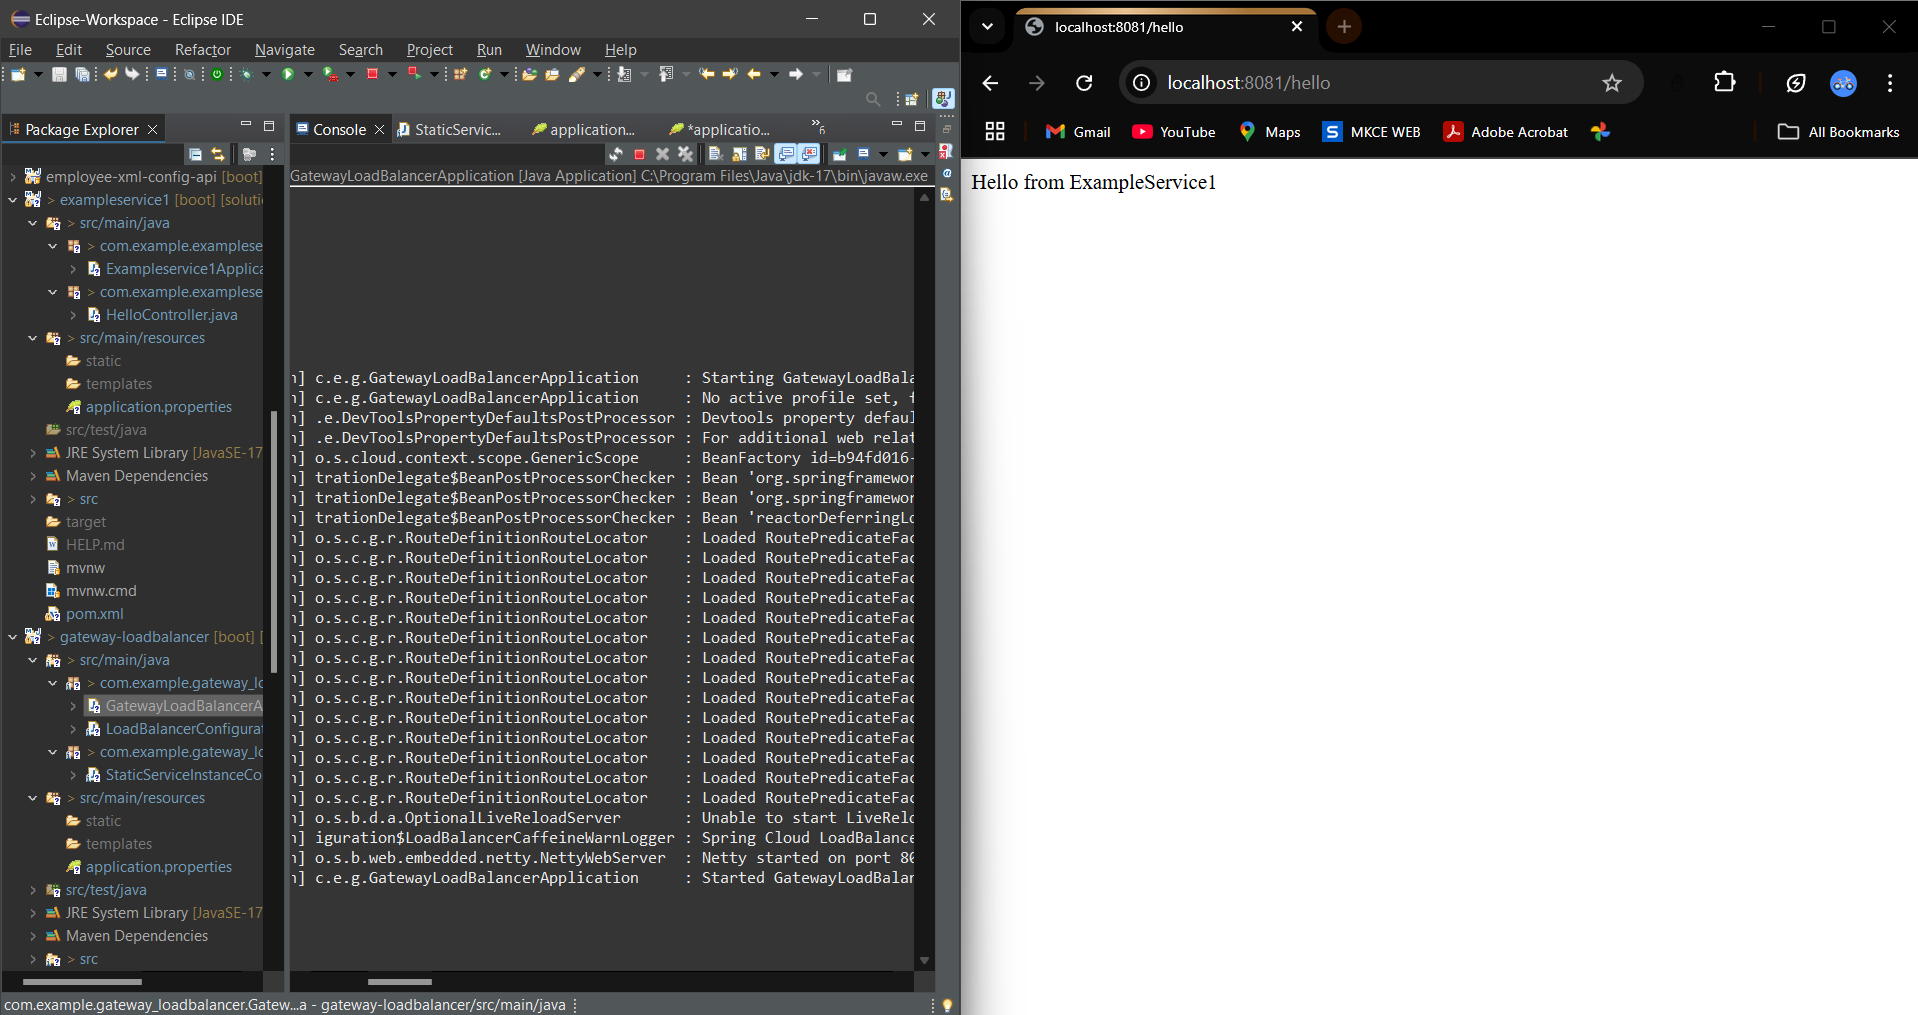 Eclipse-Workspace - Eclipse IDE
File Edit Source Refactor Navigate Search Project Run Window Help
Package Explorer
employee-xml-config-api [boot]
> exampleservice1 [boot] [soluti
> src/main/java
> com.example.examplese
Exampleservice1Applica
> com.example.examplese
HelloController.java
> src/main/resources
static
templates
application.properties
src/test/java
JRE System Library [JavaSE-17
Maven Dependencies
> src
target
HELP.md
mvnw
mvnw.cmd
pom.xml
> gateway-loadbalancer [boot] [
> src/main/java
> com.example.gateway_lo
GatewayLoadBalancerA
LoadBalancerConfigurat
> com.example.gateway_lo
StaticServiceInstanceCo
> src/main/resources
static
templates
application.properties
src/test/java
JRE System Library [JavaSE-17
Maven Dependencies
> src
Console StaticServic... application... *applicatio... »6
GatewayLoadBalancerApplication [Java Application] C:\Program Files\Java\jdk-17\bin\javaw.exe
n] c.e.g.GatewayLoadBalancerApplication : Starting GatewayLoadBala
n] c.e.g.GatewayLoadBalancerApplication : No active profile set, f
n] .e.DevToolsPropertyDefaultsPostProcessor : Devtools property defaul
n] .e.DevToolsPropertyDefaultsPostProcessor : For additional web relat
n] o.s.cloud.context.scope.GenericScope : BeanFactory id=b94fd016-
n] trationDelegate$BeanPostProcessorChecker : Bean 'org.springframewor
n] trationDelegate$BeanPostProcessorChecker : Bean 'org.springframewor
n] trationDelegate$BeanPostProcessorChecker : Bean 'reactorDeferringLo
n] o.s.c.g.r.RouteDefinitionRouteLocator : Loaded RoutePredicateFac
n] o.s.c.g.r.RouteDefinitionRouteLocator : Loaded RoutePredicateFac
n] o.s.c.g.r.RouteDefinitionRouteLocator : Loaded RoutePredicateFac
n] o.s.c.g.r.RouteDefinitionRouteLocator : Loaded RoutePredicateFac
n] o.s.c.g.r.RouteDefinitionRouteLocator : Loaded RoutePredicateFac
n] o.s.c.g.r.RouteDefinitionRouteLocator : Loaded RoutePredicateFac
n] o.s.c.g.r.RouteDefinitionRouteLocator : Loaded RoutePredicateFac
n] o.s.c.g.r.RouteDefinitionRouteLocator : Loaded RoutePredicateFac
n] o.s.c.g.r.RouteDefinitionRouteLocator : Loaded RoutePredicateFac
n] o.s.c.g.r.RouteDefinitionRouteLocator : Loaded RoutePredicateFac
n] o.s.c.g.r.RouteDefinitionRouteLocator : Loaded RoutePredicateFac
n] o.s.c.g.r.RouteDefinitionRouteLocator : Loaded RoutePredicateFac
n] o.s.c.g.r.RouteDefinitionRouteLocator : Loaded RoutePredicateFac
n] o.s.c.g.r.RouteDefinitionRouteLocator : Loaded RoutePredicateFac
n] o.s.b.d.a.OptionalLiveReloadServer : Unable to start LiveRelo
n] iguration$LoadBalancerCaffeineWarnLogger : Spring Cloud LoadBalance
n] o.s.b.web.embedded.netty.NettyWebServer : Netty started on port 80
n] c.e.g.GatewayLoadBalancerApplication : Started GatewayLoadBalan
com.example.gateway_loadbalancer.Gatew...a - gateway-loadbalancer/src/main/java
localhost:8081/hello
localhost:8081/hello
Gmail YouTube Maps MKCE WEB Adobe Acrobat All Bookmarks
Hello from ExampleService1